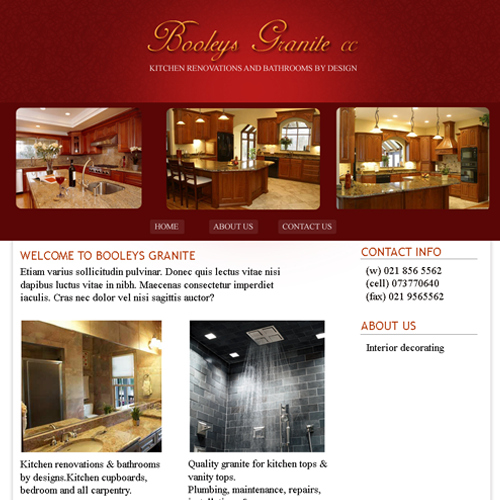 Booleys Granite CC
KITCHEN RENOVATIONS AND BATHROOMS BY DESIGN
HOME
ABOUT US
CONTACT US
WELCOME TO BOOLEYS GRANITE
Etiam varius sollicitudin pulvinar. Donec quis lectus vitae nisi
dapibus luctus vitae in nibh. Maecenas consectetur imperdiet
iaculis. Cras nec dolor vel nisi sagittis auctor?
CONTACT INFO
(w) 021 856 5562
(cell) 073770640
(fax) 021 9565562
ABOUT US
Interior decorating
Kitchen renovations & bathrooms
by designs.Kitchen cupboards,
bedroom and all carpentry.
Quality granite for kitchen tops &
vanity tops.
Plumbing, maintenance, repairs,